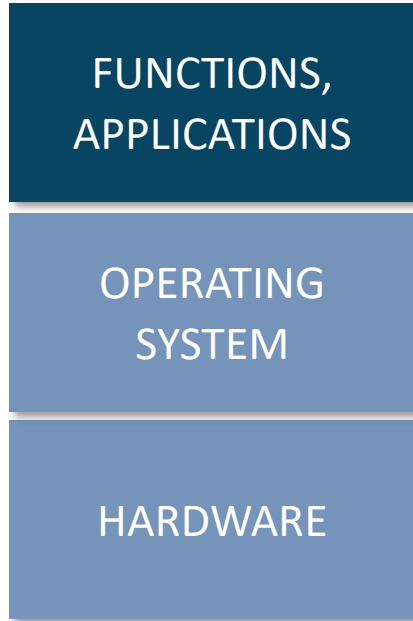 FUNCTIONS,
APPLICATIONS
OPERATING
SYSTEM
HARDWARE